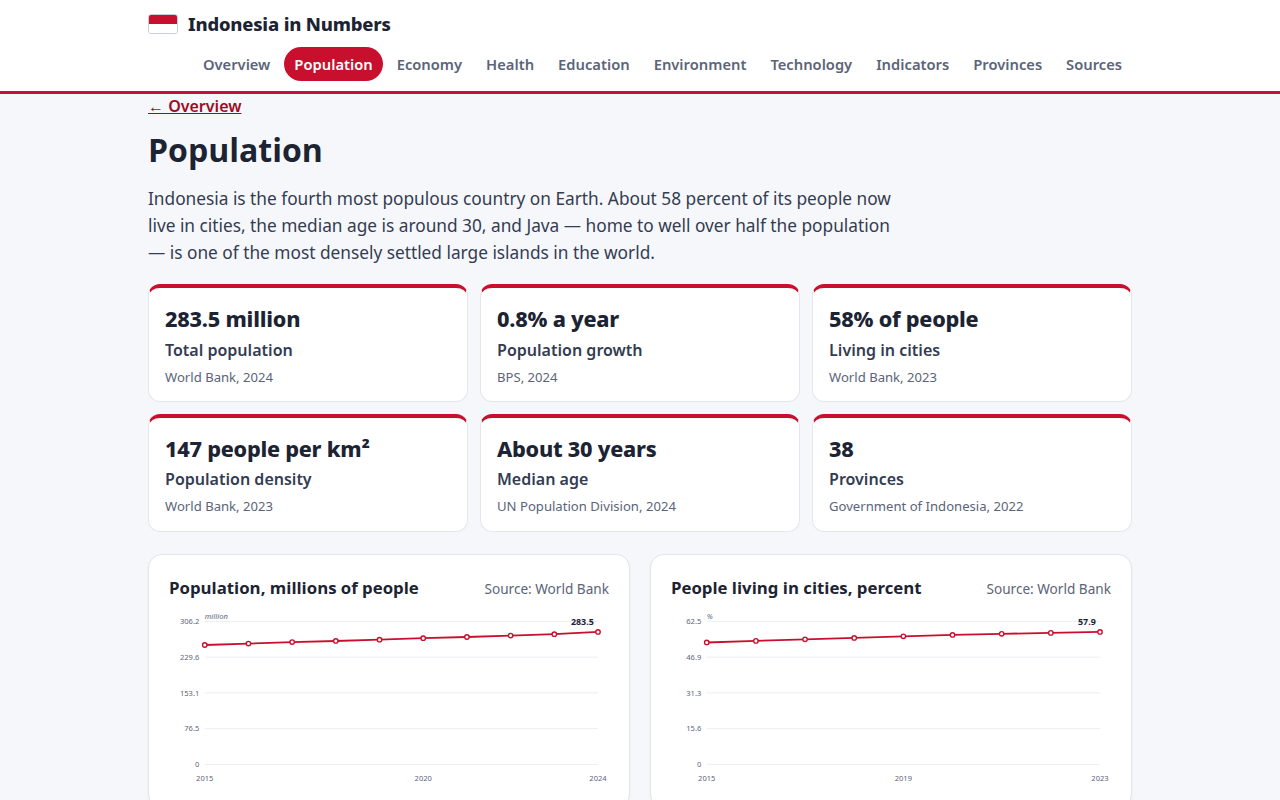 Indonesia in Numbers
Overview Population Economy Health Education Environment Technology Indicators Provinces Sources
← Overview
Population
Indonesia is the fourth most populous country on Earth. About 58 percent of its people now
live in cities, the median age is around 30, and Java — home to well over half the population
— is one of the most densely settled large islands in the world.
283.5 million
Total population
World Bank, 2024
0.8% a year
Population growth
BPS, 2024
58% of people
Living in cities
World Bank, 2023
147 people per km²
Population density
World Bank, 2023
About 30 years
Median age
UN Population Division, 2024
38
Provinces
Government of Indonesia, 2022
Population, millions of people Source: World Bank
million
306.2
283.5
229.6
153.1
76.5
0
2015 2020 2024
People living in cities, percent Source: World Bank
%
62.5
57.9
46.9
31.3
15.6
0
2015 2019 2023